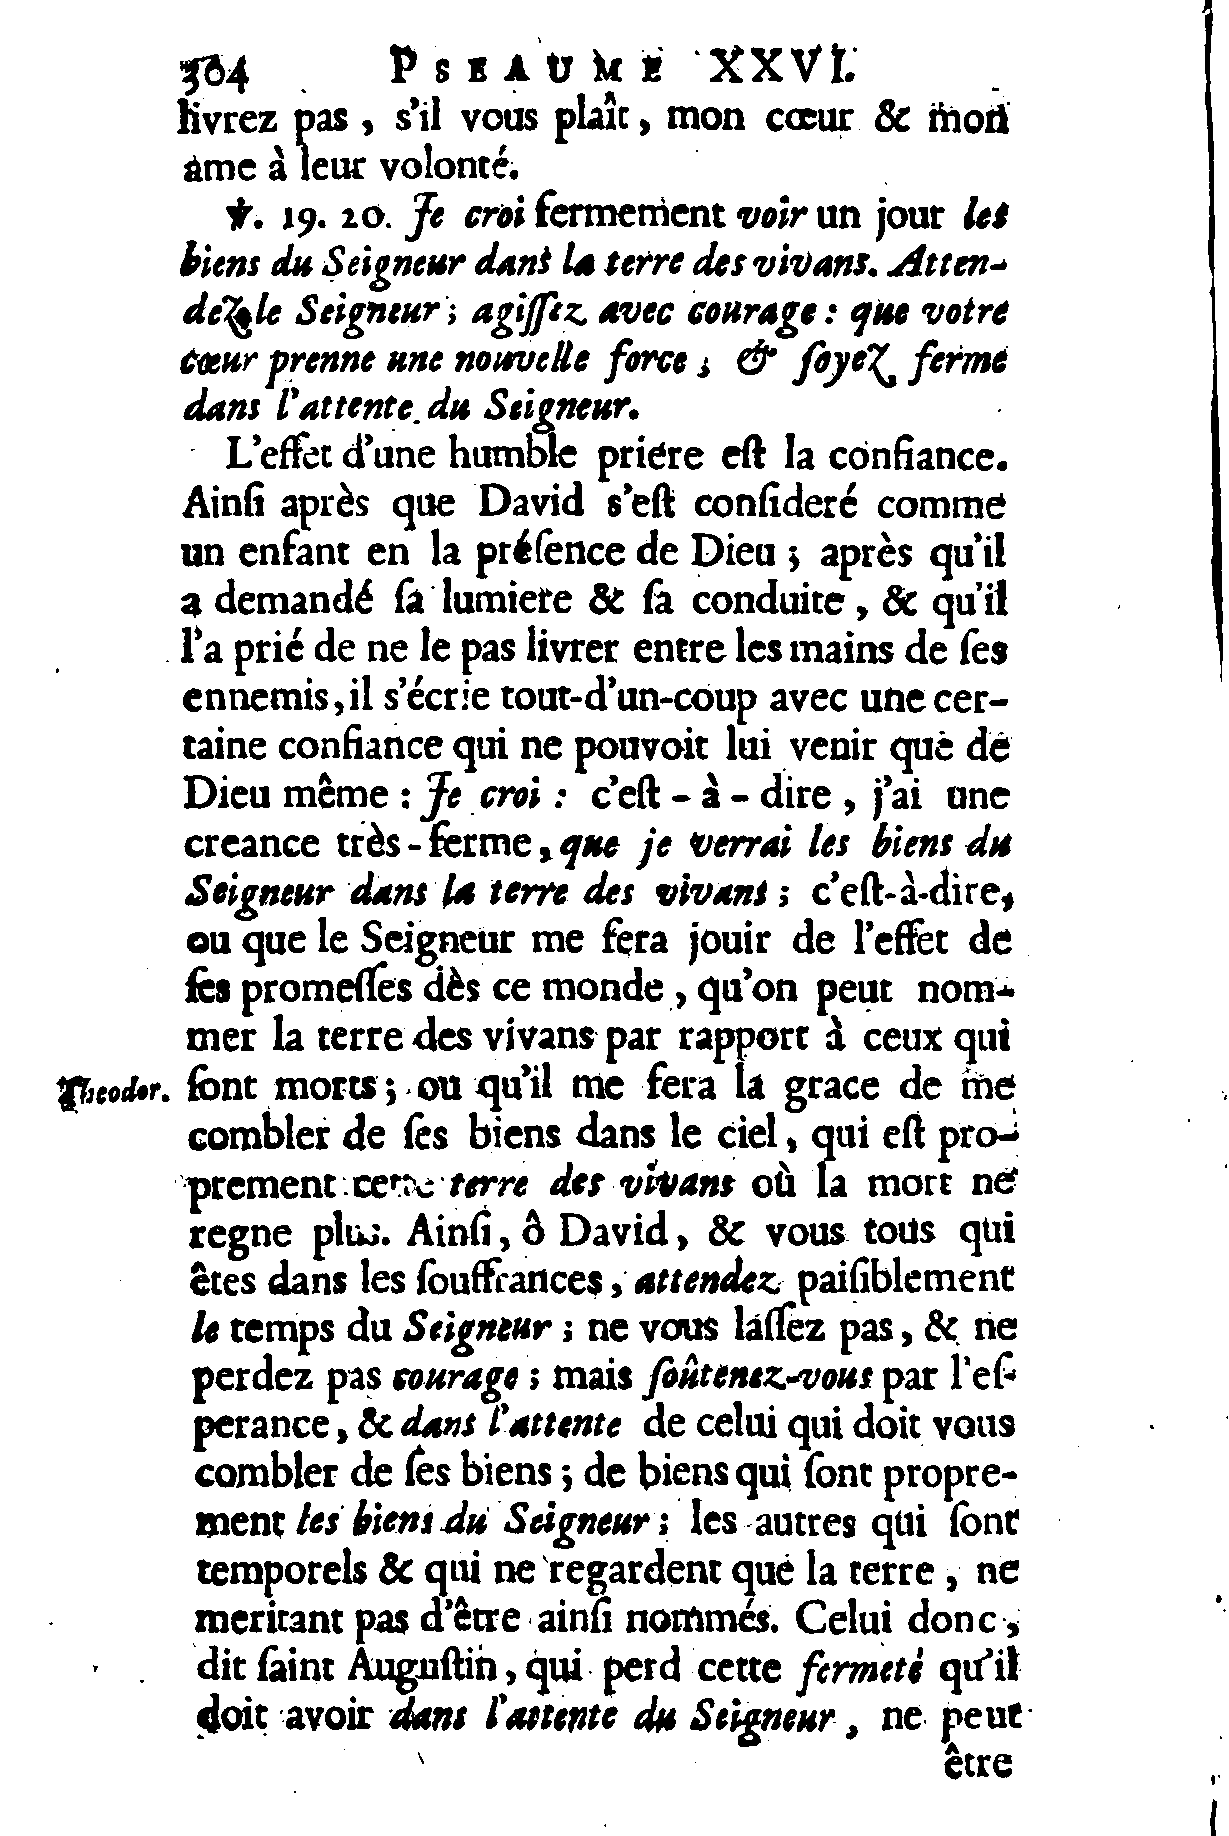 304 PSEAUME XXVI.
livrez pas, s'il vous plaît, mon cœur & mon
ame à leur volonté.
℣. 19. 20. Je croi fermement voir un jour les
biens du Seigneur dans la terre des vivans. Atten-
dez le Seigneur; agiſſez avec courage: que votre
cœur prenne une nouvelle force; & ſoyez ferme
dans l'attente du Seigneur.
L'effet d'une humble priere eſt la confiance.
Ainſi après que David s'eſt conſideré comme
un enfant en la préſence de Dieu; après qu'il
a demandé ſa lumiere & ſa conduite, & qu'il
l'a prié de ne le pas livrer entre les mains de ſes
ennemis, il s'écrie tout-d'un-coup avec une cer-
taine confiance qui ne pouvoit lui venir que de
Dieu même: Je croi: c'eſt-à-dire, j'ai une
creance très-ferme, que je verrai les biens du
Seigneur dans la terre des vivans; c'eſt-à-dire,
ou que le Seigneur me fera jouir de l'effet de
ſes promeſſes dès ce monde, qu'on peut nom-
mer la terre des vivans par rapport à ceux qui
Theodor. ſont morts; ou qu'il me fera la grace de me
combler de ſes biens dans le ciel, qui eſt pro-
prement cette terre des vivans où la mort ne
regne plus. Ainſi, ô David, & vous tous qui
êtes dans les ſouffrances, attendez paiſiblement
le temps du Seigneur; ne vous laſſez pas, & ne
perdez pas courage; mais ſoûtenez-vous par l'eſ-
perance, & dans l'attente de celui qui doit vous
combler de ſes biens; de biens qui ſont propre-
ment les biens du Seigneur: les autres qui ſont
temporels & qui ne regardent que la terre, ne
meritant pas d'être ainſi nommés. Celui donc,
dit ſaint Auguſtin, qui perd cette fermeté qu'il
doit avoir dans l'attente du Seigneur, ne peut
être